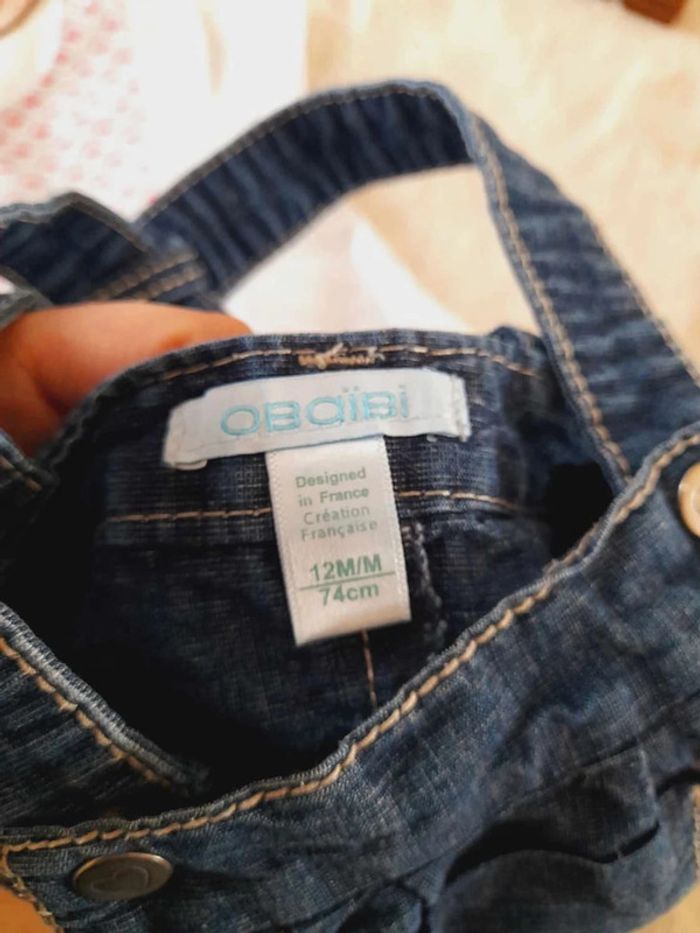 OBaïBi
Designed
in France
Création
Française
12M/M
74cm